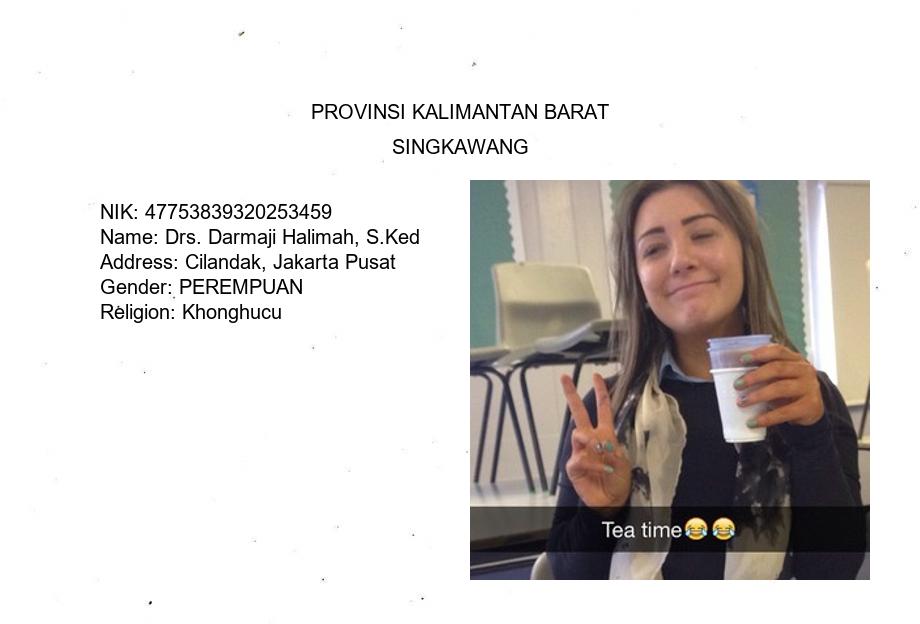 PROVINSI KALIMANTAN BARAT
SINGKAWANG
NIK: 47753839320253459
Name: Drs. Darmaji Halimah, S.Ked
Address: Cilandak, Jakarta Pusat
Gender: PEREMPUAN
Religion: Khonghucu
Tea time😂😂